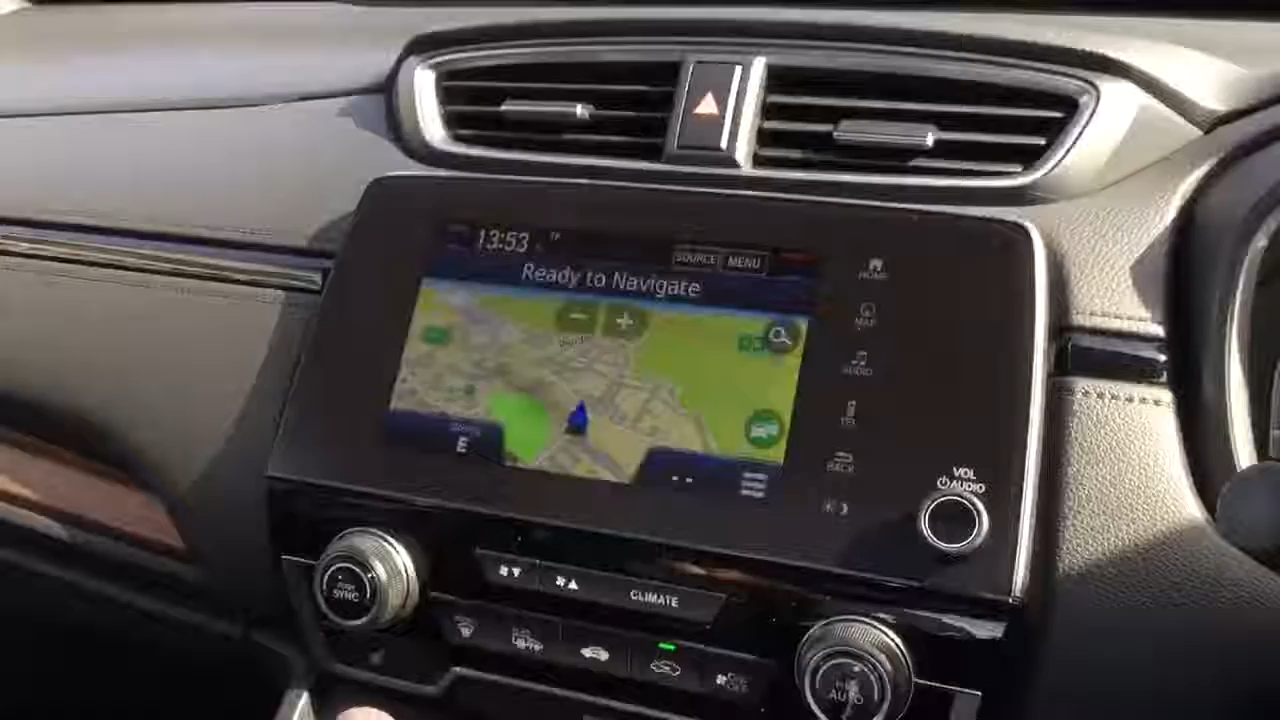 13:53
SOURCE MENU
Ready to Navigate
HOME
MAP
AUDIO
TEL
BACK
E
VOL
AUDIO
SYNC
CLIMATE
AUTO